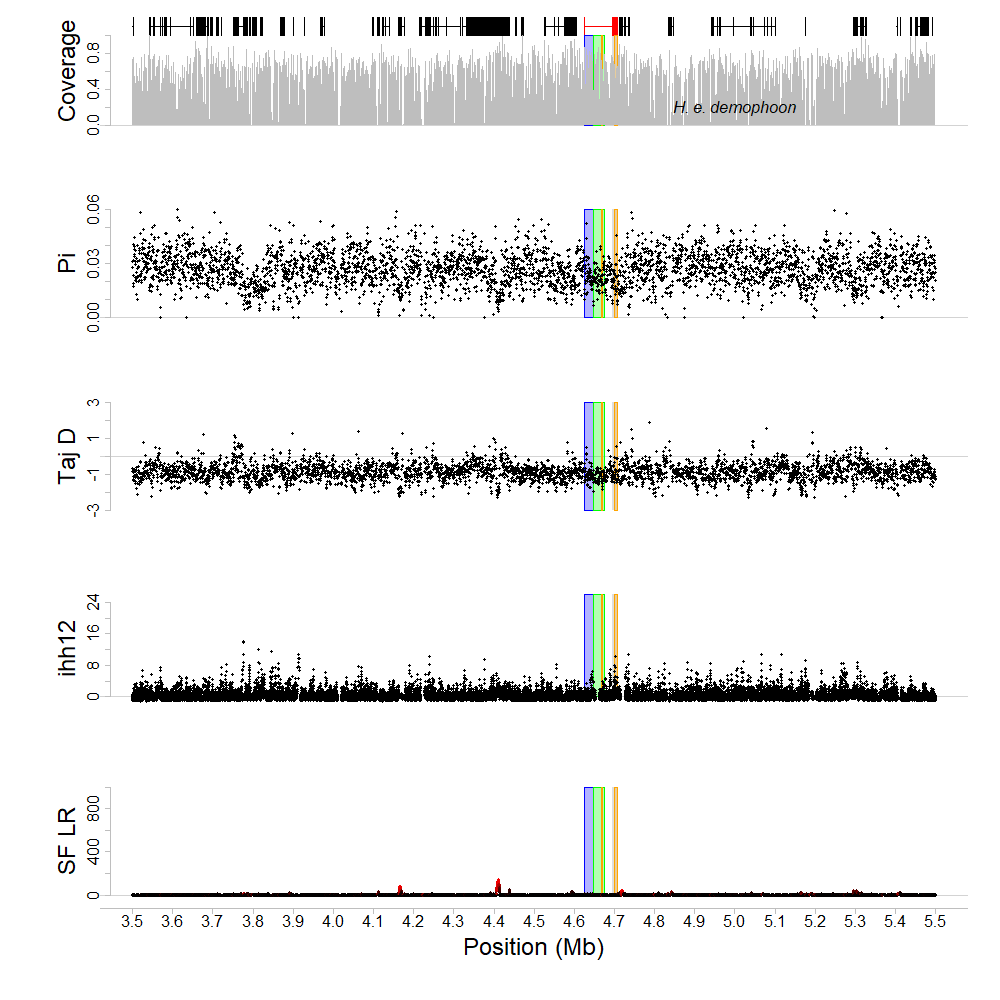 Coverage
0.0 0.4 0.8
H. e. demophoon
Pi
0.00 0.03 0.06
Taj D
-3 -1 1 3
ihh12
0 8 16 24
SF LR
0 400 800
3.5 3.6 3.7 3.8 3.9 4.0 4.1 4.2 4.3 4.4 4.5 4.6 4.7 4.8 4.9 5.0 5.1 5.2 5.3 5.4 5.5
Position (Mb)